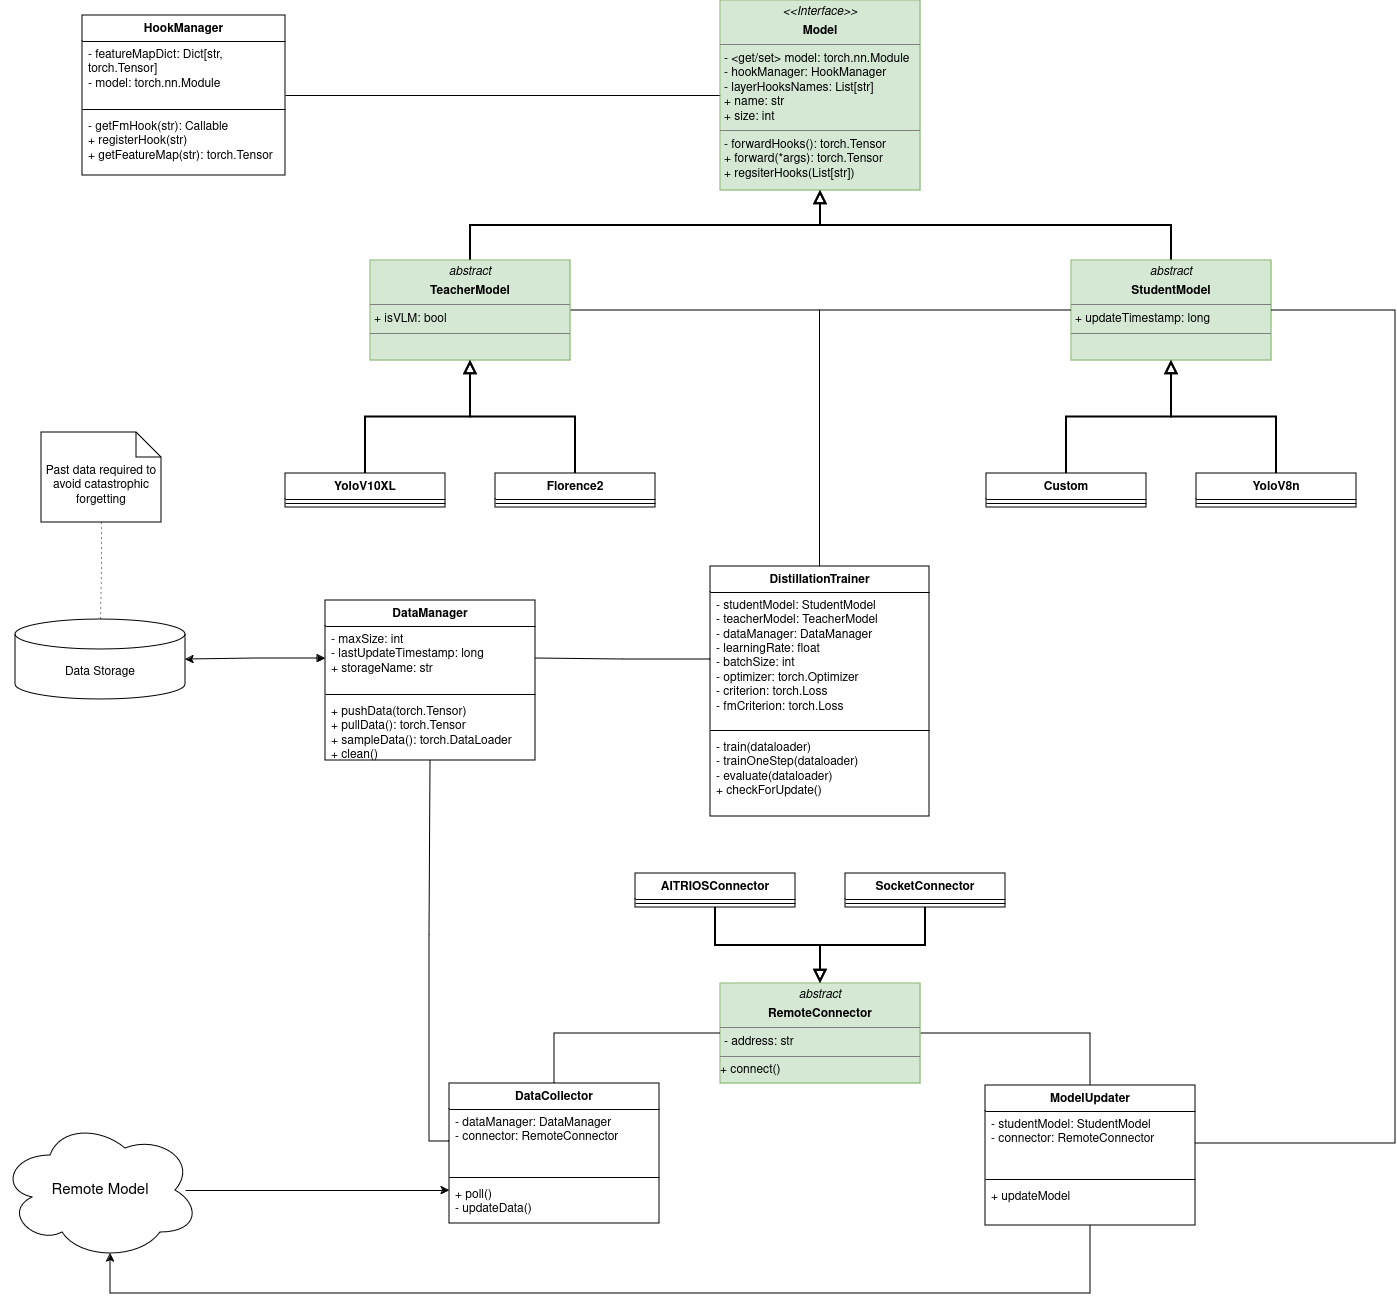 HookManager
- featureMapDict: Dict[str,
torch.Tensor]
- model: torch.nn.Module
- getFmHook(str): Callable
+ registerHook(str)
+ getFeatureMap(str): torch.Tensor
<<Interface>>
Model
- <get/set> model: torch.nn.Module
- hookManager: HookManager
- layerHooksNames: List[str]
+ name: str
+ size: int
- forwardHooks(): torch.Tensor
+ forward(*args): torch.Tensor
+ regsiterHooks(List[str])
abstract
TeacherModel
+ isVLM: bool
abstract
StudentModel
+ updateTimestamp: long
YoloV10XL
Florence2
Custom
YoloV8n
Past data required to
avoid catastrophic
forgetting
Data Storage
DataManager
- maxSize: int
- lastUpdateTimestamp: long
+ storageName: str
+ pushData(torch.Tensor)
+ pullData(): torch.Tensor
+ sampleData(): torch.DataLoader
+ clean()
DistillationTrainer
- studentModel: StudentModel
- teacherModel: TeacherModel
- dataManager: DataManager
- learningRate: float
- batchSize: int
- optimizer: torch.Optimizer
- criterion: torch.Loss
- fmCriterion: torch.Loss
- train(dataloader)
- trainOneStep(dataloader)
- evaluate(dataloader)
+ checkForUpdate()
AITRIOSConnector
SocketConnector
abstract
RemoteConnector
- address: str
+ connect()
DataCollector
- dataManager: DataManager
- connector: RemoteConnector
+ poll()
- updateData()
ModelUpdater
- studentModel: StudentModel
- connector: RemoteConnector
+ updateModel
Remote Model